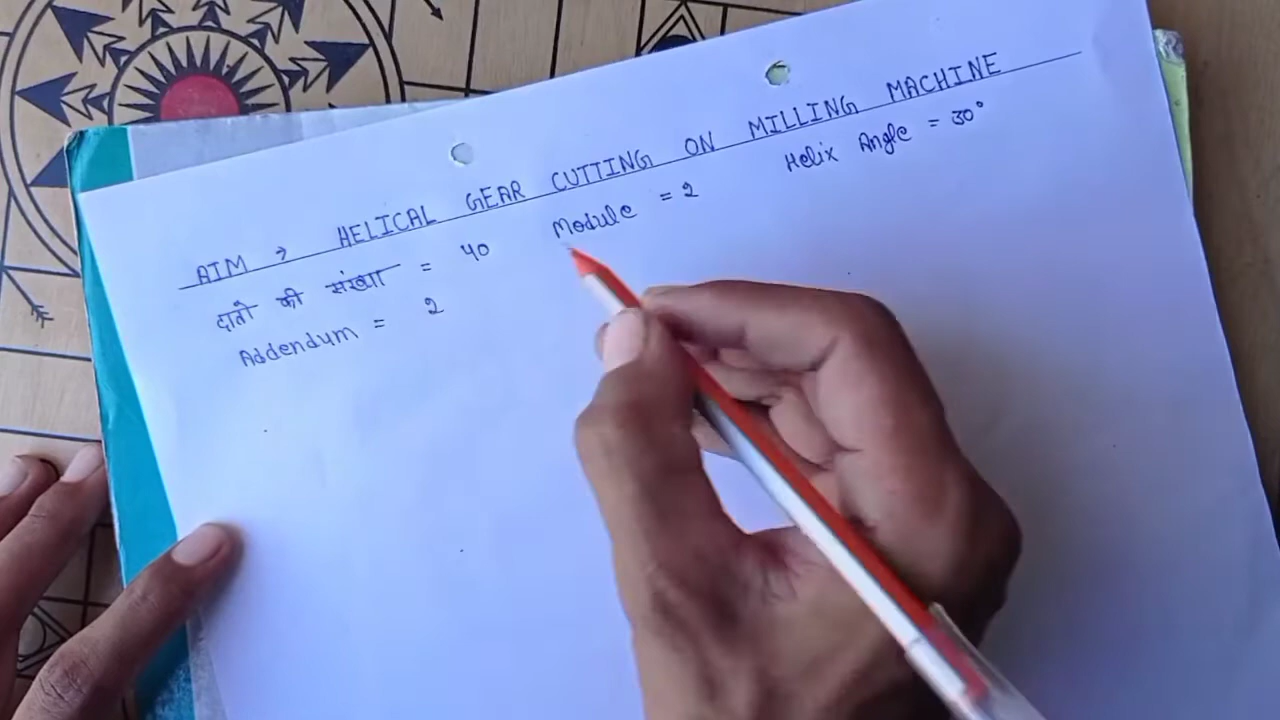 AIM → HELICAL GEAR CUTTING ON MILLING MACHINE
दातो की संख्या = 40 Module = 2 Helix Angle = 30°
Addendum = 2